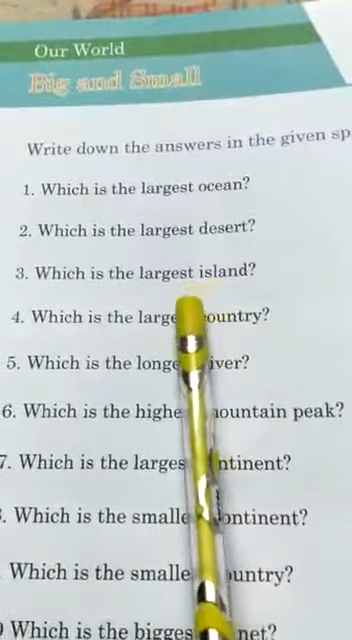 Our World
Big and Small
Write down the answers in the given sp
1. Which is the largest ocean?
2. Which is the largest desert?
3. Which is the largest island?
4. Which is the large ountry?
5. Which is the longe iver?
6. Which is the highe ountain peak?
7. Which is the larges ntinent?
. Which is the smalle ontinent?
Which is the smalle untry?
Which is the bigges net?